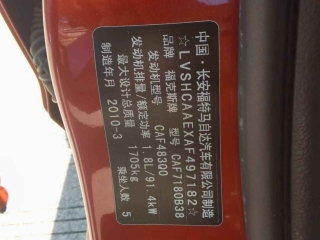 中国·长安福特马自达汽车有限公司制造
☆LVSHCAAEXAF497182☆
品牌 福克斯牌 型号 CAF7180B38
发动机型号 CAF483Q0
发动机排量/额定功率 1.8L/91.4kW
最大设计总质量 1705kg
制造年月 2010-3 乘坐人数 5